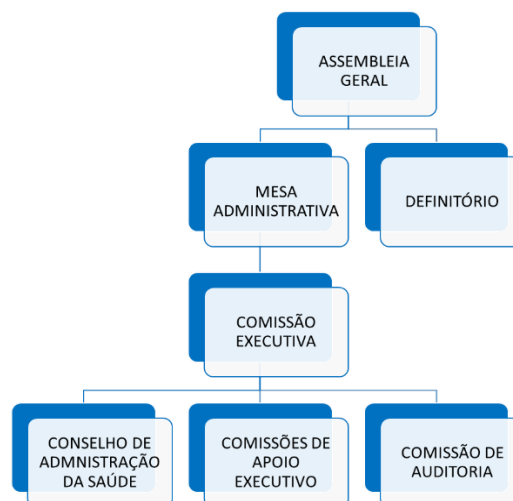 ASSEMBLEIA
GERAL
MESA
ADMINISTRATIVA
DEFINITÓRIO
COMISSÃO
EXECUTIVA
CONSELHO DE
ADMNISTRAÇÃO
DA SAÚDE
COMISSÕES DE
APOIO
EXECUTIVO
COMISSÃO DE
AUDITORIA